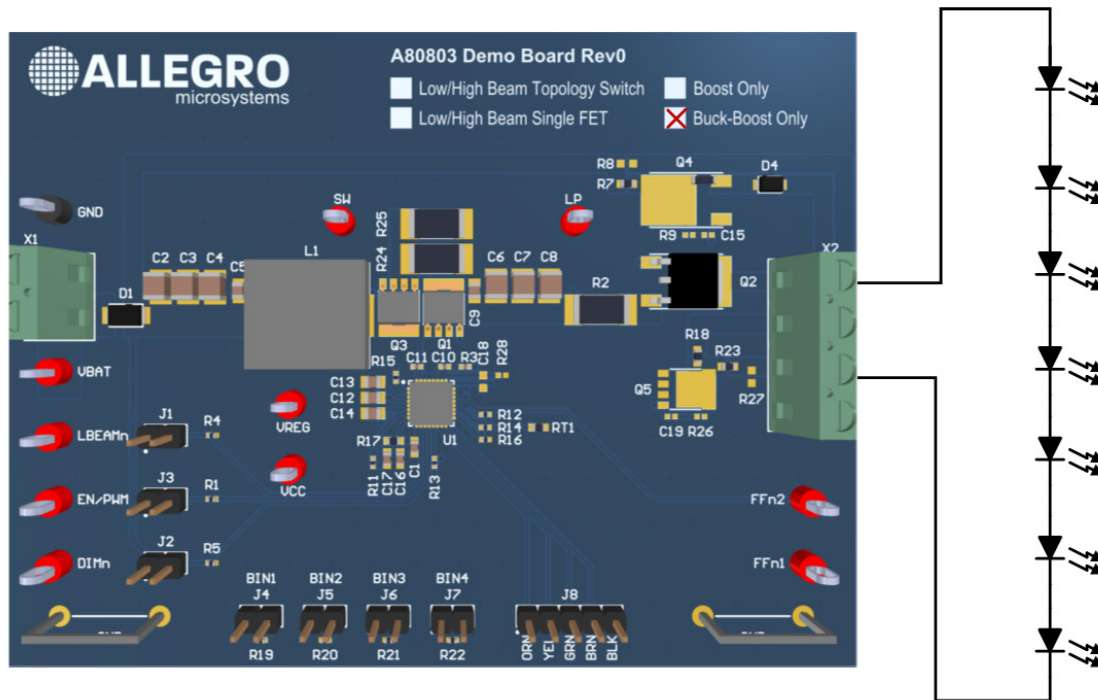 ALLEGRO
microsystems
A80803 Demo Board Rev0
Low/High Beam Topology Switch
Boost Only
Low/High Beam Single FET
Buck-Boost Only
GND
SW
LP
R8
R7
Q4
D4
X1
R25
R24
R9
C15
X2
C2
C3
C4
C5
L1
C6
C7
C8
R2
Q2
D1
C9
Q3
Q1
R15
C11
C10
R3
C18
R28
R18
R23
Q5
R27
VBAT
C13
C12
C14
U1
R12
R14
R16
RT1
C19
R26
VREG
J1
R4
LBEAMn
R17
C1
R11
C17
C16
R13
VCC
J3
R1
EN/PWM
FFn2
J2
R5
DIMn
FFn1
BIN1
BIN2
BIN3
BIN4
J4
J5
J6
J7
J8
R19
R20
R21
R22
ORN
YEL
GRN
BRN
BLK